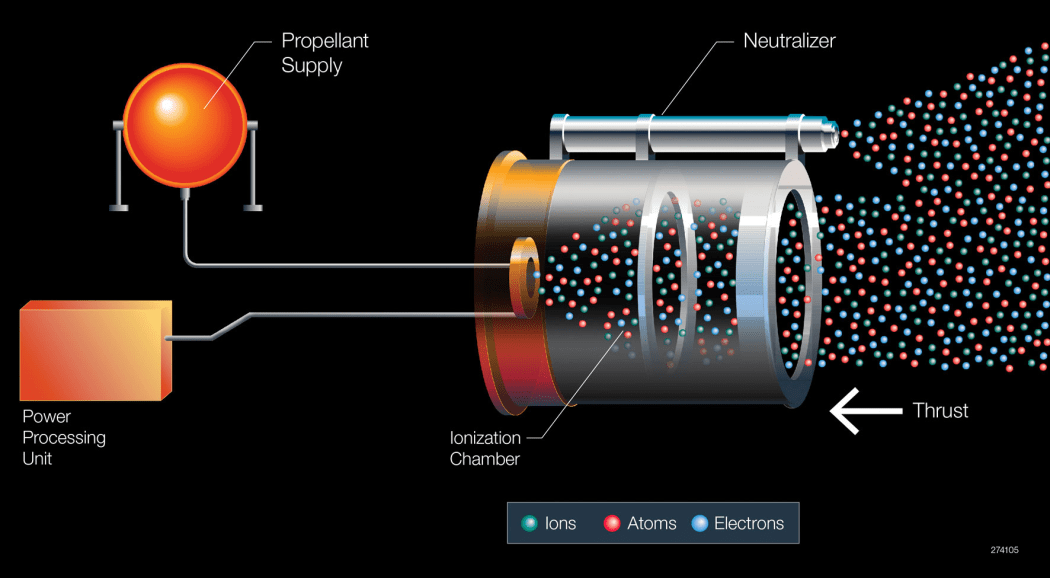 Propellant
Supply
Neutralizer
Power
Processing
Unit
Ionization
Chamber
Thrust
Ions
Atoms
Electrons
274105